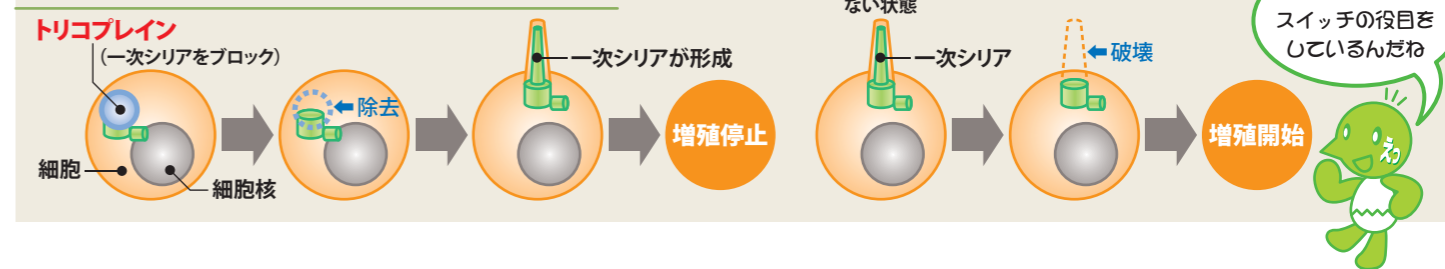 トリコプレイン
(一次シリアをブロック)
細胞
細胞核
除去
一次シリアが形成
増殖停止
ない状態
一次シリア
破壊
増殖開始
スイッチの役目を
しているんだね